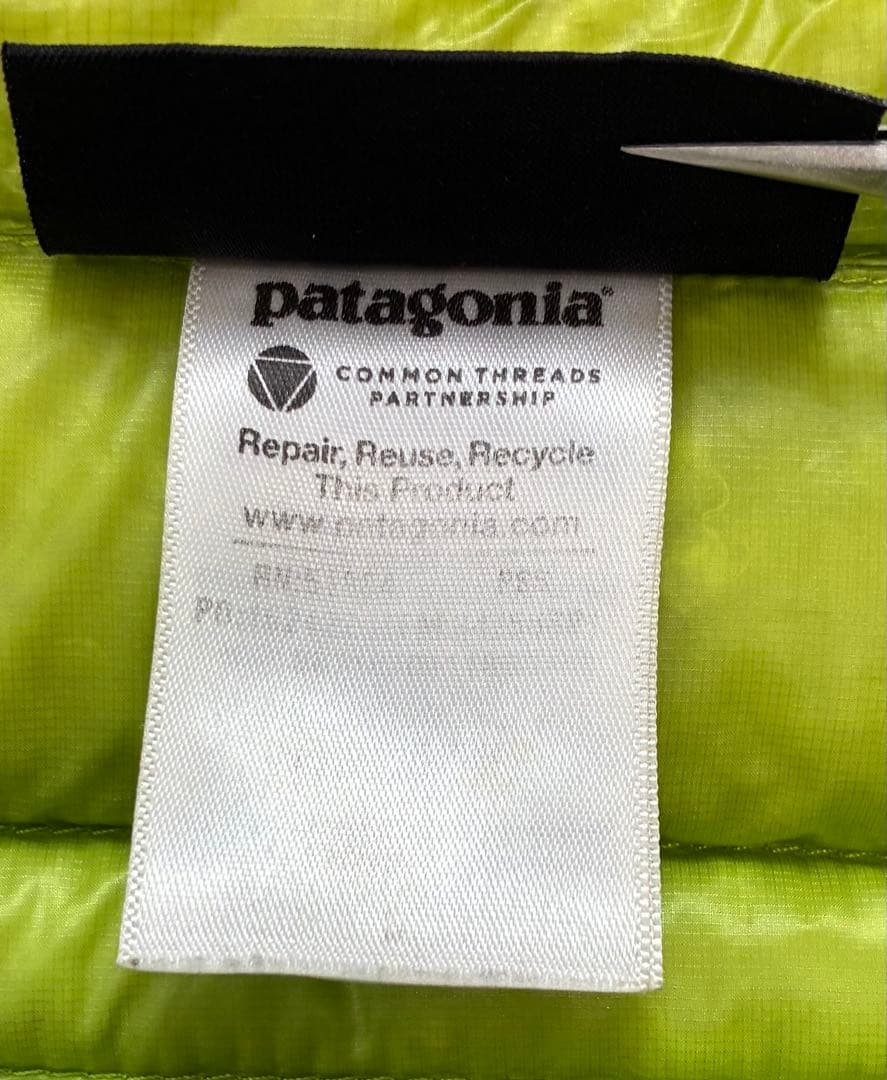 patagonia®
COMMON THREADS
PARTNERSHIP
Repair, Reuse, Recycle
This Product
www.patagonia.com